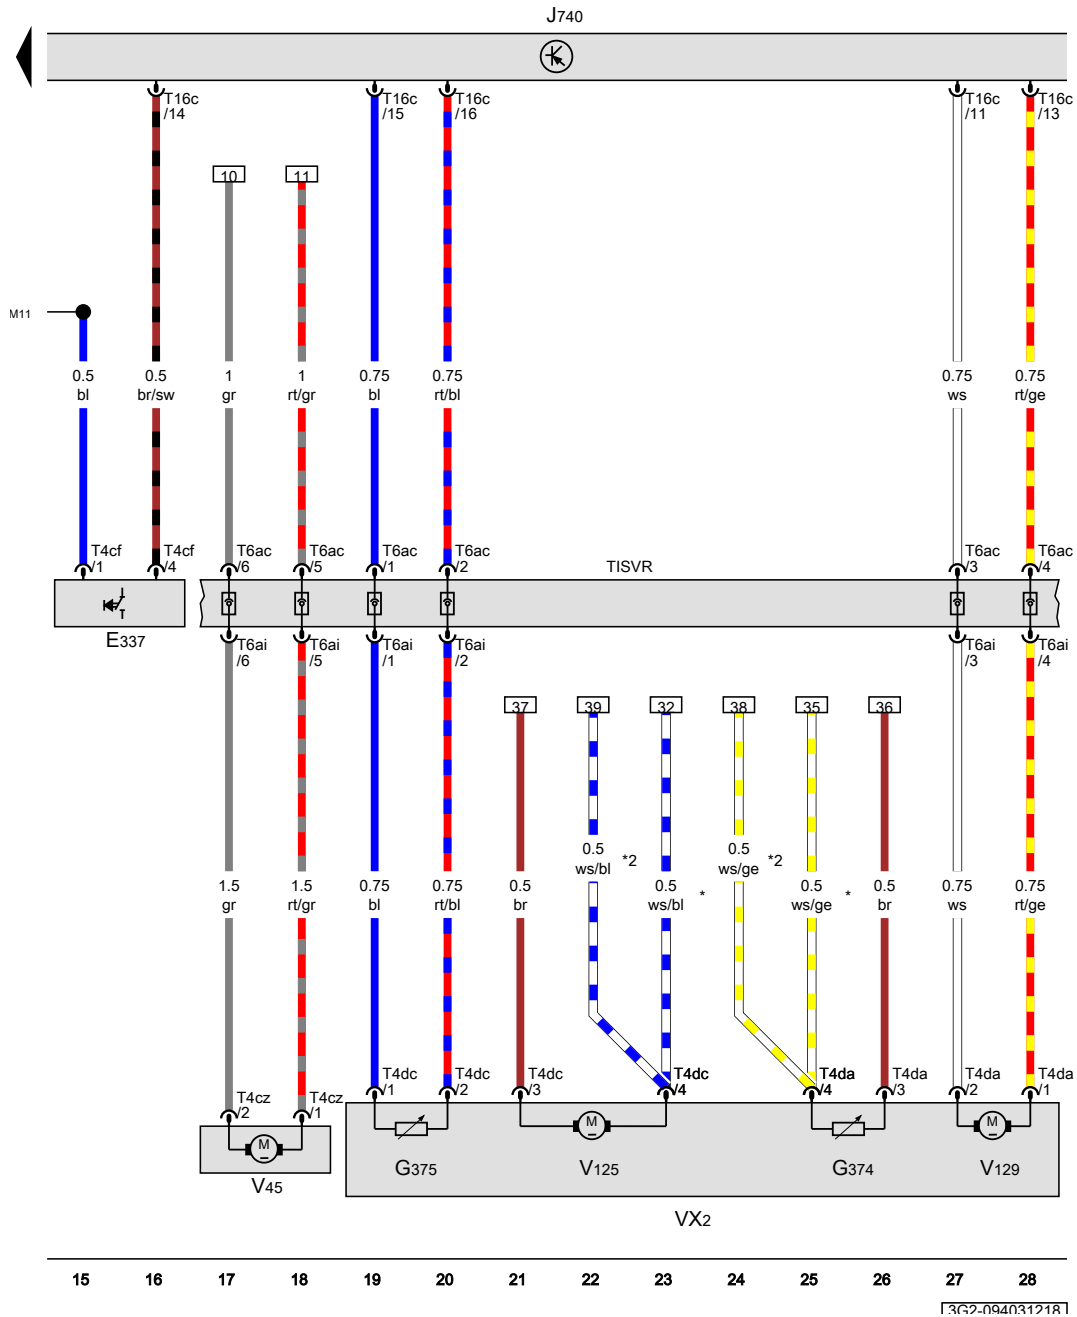 J740
T16c T16c T16c T16c T16c
/14 /15 /16 /11 /13
10 11
M11
0.5 0.5 1 1 0.75 0.75 0.75 0.75
bl br/sw gr rt/gr bl rt/bl ws rt/ge
T4cf T4cf T6ac T6ac T6ac T6ac TISVR T6ac T6ac
/1 /4 /6 /5 /1 /2 /3 /4
E337
T6ai T6ai T6ai T6ai T6ai T6ai
/6 /5 /1 /2 /3 /4
37 39 32 38 35 36
0.5 *2 0.5 *2
ws/bl ws/ge
1.5 1.5 0.75 0.75 0.5 0.5 * 0.5 * 0.5 0.75 0.75
gr rt/gr bl rt/bl br ws/bl ws/ge br ws rt/ge
T4dc T4dc T4dc T4dc T4da T4da T4da T4da
/1 /2 /3 /4 /4 /3 /2 /1
T4cz T4cz
/2 /1
M M M
V45 G375 V125 G374 V129
VX2
15 16 17 18 19 20 21 22 23 24 25 26 27 28
3G2-094031218